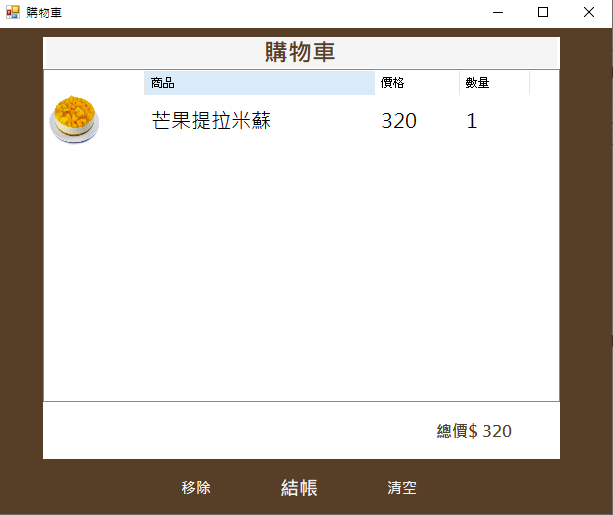 購物車
購物車
商品 價格 數量
芒果提拉米蘇 320 1
總價$ 320
移除 結帳 清空